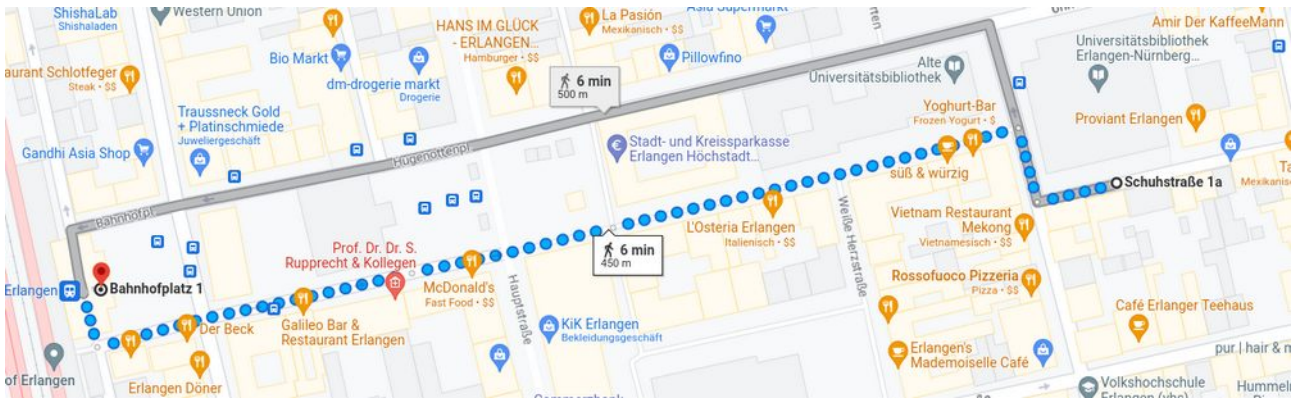 ShishaLab
Shishaladen
Western Union
HANS IM GLÜCK
- ERLANGEN...
Hamburger • $$
La Pasión
Mexikanisch • $$
Asia Supermarkt
Pillowfino
Amir Der KaffeeMann
Universitätsbibliothek
Erlangen-Nürnberg...
Alte
Universitätsbibliothek
aurant Schlotfeger
Steak • $$
Bio Markt
dm-drogerie markt
Drogerie
6 min
500 m
Traussneck Gold
+ Platinschmiede
Juweliergeschäft
Gandhi Asia Shop
Hugenottenpl.
Stadt- und Kreissparkasse
Erlangen Höchstadt...
Yoghurt-Bar
Frozen Yogurt • $
Proviant Erlangen
süß & würzig
Schuhstraße 1a
Mexikanis
Bahnhofpl.
L'Osteria Erlangen
Italienisch • $$
Weiße Herzstraße
Vietnam Restaurant
Mekong
Vietnamesisch • $$
Prof. Dr. Dr. S.
Rupprecht & Kollegen
6 min
450 m
Erlangen
Bahnhofplatz 1
McDonald's
Fast Food • $$
Hauptstraße
Rossofuoco Pizzeria
Pizza • $$
Café Erlanger Teehaus
Der Beck
Galileo Bar &
Restaurant Erlangen
KiK Erlangen
Bekleidungsgeschäft
Erlangen's
Mademoiselle Café
pur | hair & m
of Erlangen
Erlangen Döner
Commerzbank
Volkshochschule
Erlangen (vhs)
Hummel